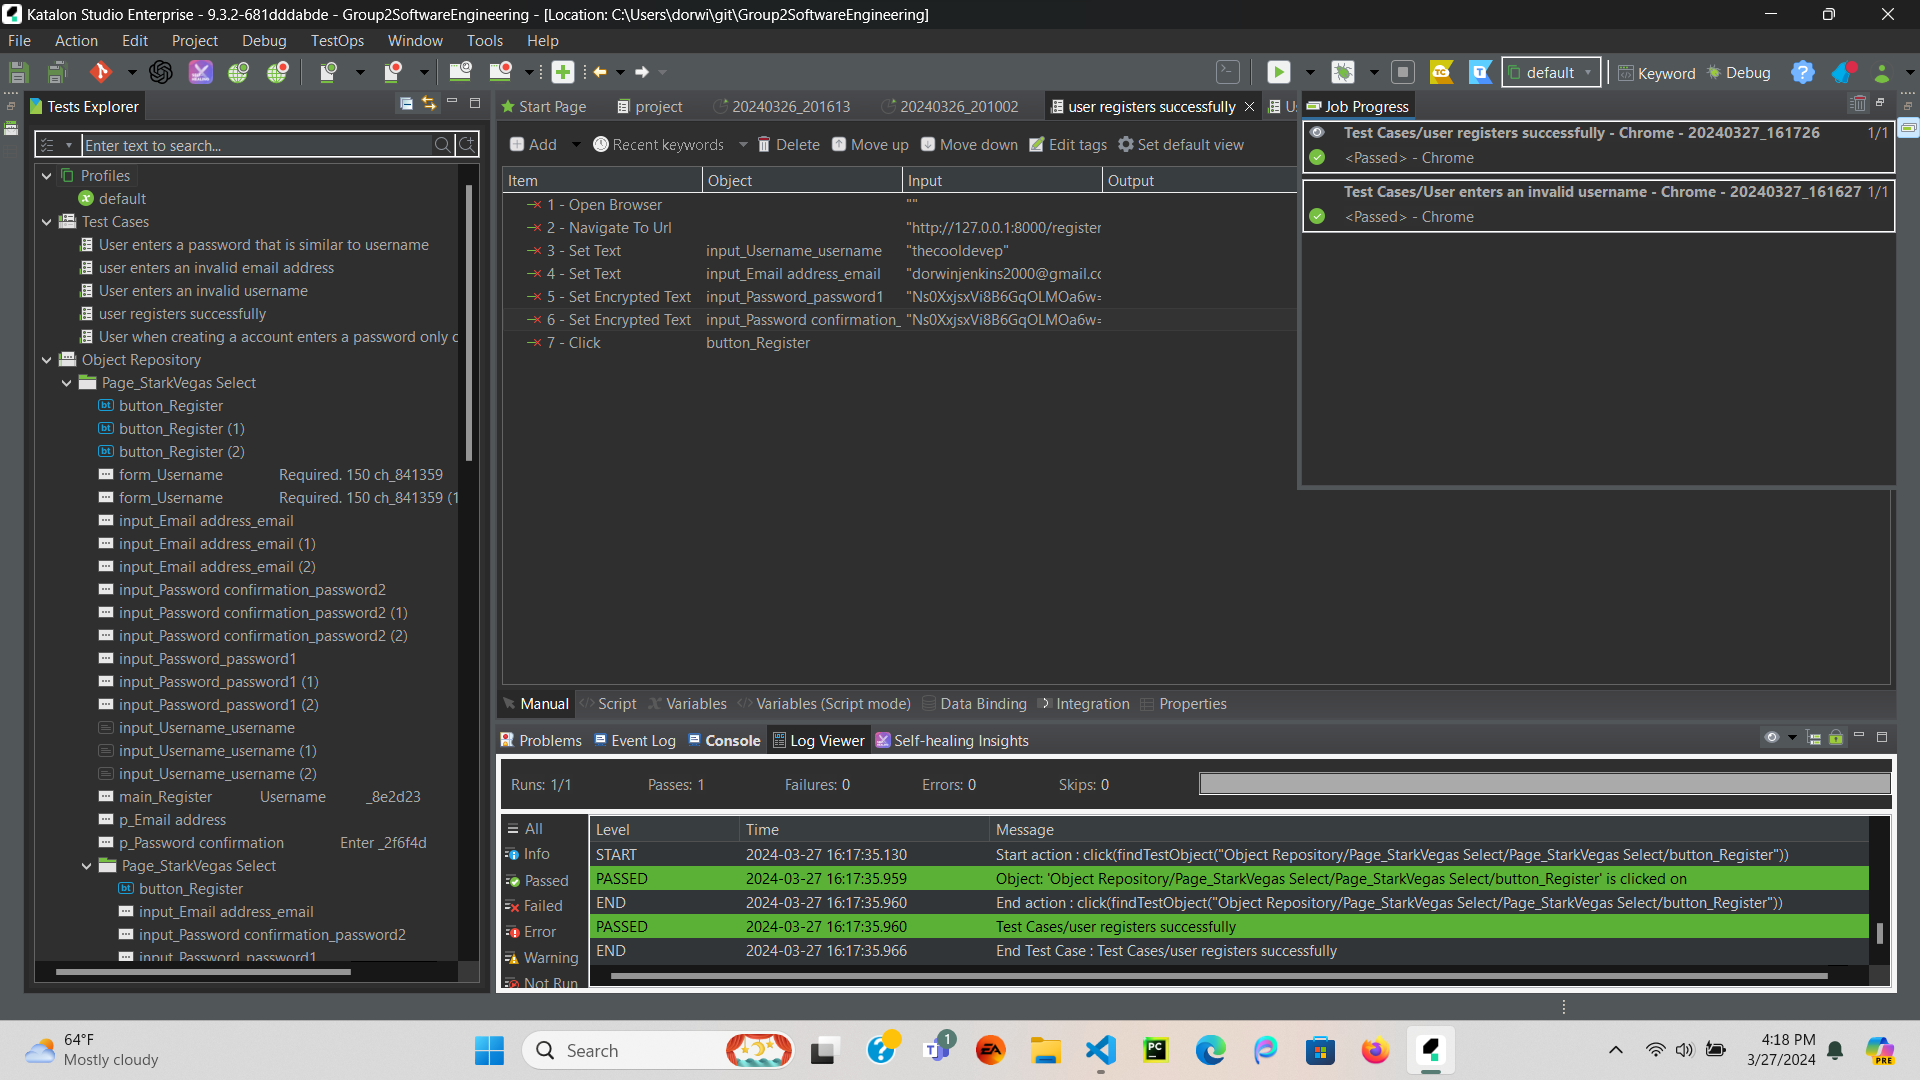 Katalon Studio Enterprise - 9.3.2-681dddabde - Group2SoftwareEngineering - [Location: C:\Users\dorwi\git\Group2SoftwareEngineering]
File Action Edit Project Debug TestOps Window Tools Help
default Keyword Debug
Tests Explorer
Start Page project 20240326_201613 20240326_201002 user registers successfully
Job Progress
Enter text to search...
Add Recent keywords Delete Move up Move down Edit tags Set default view
Item Object Input Output
1 - Open Browser ""
2 - Navigate To Url "http://127.0.0.1:8000/register
3 - Set Text input_Username_username "thecooldevep"
4 - Set Text input_Email address_email "dorwinjenkins2000@gmail.cc
5 - Set Encrypted Text input_Password_password1 "Ns0XxjsxVi8B6GqOLMOa6w=
6 - Set Encrypted Text input_Password confirmation_ "Ns0XxjsxVi8B6GqOLMOa6w=
7 - Click button_Register
Test Cases/user registers successfully - Chrome - 20240327_161726 1/1
<Passed> - Chrome
Test Cases/User enters an invalid username - Chrome - 20240327_161627 1/1
<Passed> - Chrome
Profiles
default
Test Cases
User enters a password that is similar to username
user enters an invalid email address
User enters an invalid username
user registers successfully
User when creating a account enters a password only c
Object Repository
Page_StarkVegas Select
button_Register
button_Register (1)
button_Register (2)
form_Username Required. 150 ch_841359
form_Username Required. 150 ch_841359 (1
input_Email address_email
input_Email address_email (1)
input_Email address_email (2)
input_Password confirmation_password2
input_Password confirmation_password2 (1)
input_Password confirmation_password2 (2)
input_Password_password1
input_Password_password1 (1)
input_Password_password1 (2)
input_Username_username
input_Username_username (1)
input_Username_username (2)
main_Register Username _8e2d23
p_Email address
p_Password confirmation Enter _2f6f4d
Page_StarkVegas Select
button_Register
input_Email address_email
input_Password confirmation_password2
input_Password_password1
Manual Script Variables Variables (Script mode) Data Binding Integration Properties
Problems Event Log Console Log Viewer Self-healing Insights
Runs: 1/1 Passes: 1 Failures: 0 Errors: 0 Skips: 0
All
Info
Passed
Failed
Error
Warning
Not Run
Level Time Message
START 2024-03-27 16:17:35.130 Start action : click(findTestObject("Object Repository/Page_StarkVegas Select/Page_StarkVegas Select/button_Register"))
PASSED 2024-03-27 16:17:35.959 Object: 'Object Repository/Page_StarkVegas Select/Page_StarkVegas Select/button_Register' is clicked on
END 2024-03-27 16:17:35.960 End action : click(findTestObject("Object Repository/Page_StarkVegas Select/Page_StarkVegas Select/button_Register"))
PASSED 2024-03-27 16:17:35.960 Test Cases/user registers successfully
END 2024-03-27 16:17:35.966 End Test Case : Test Cases/user registers successfully
64°F
Mostly cloudy
Search
1
4:18 PM
3/27/2024